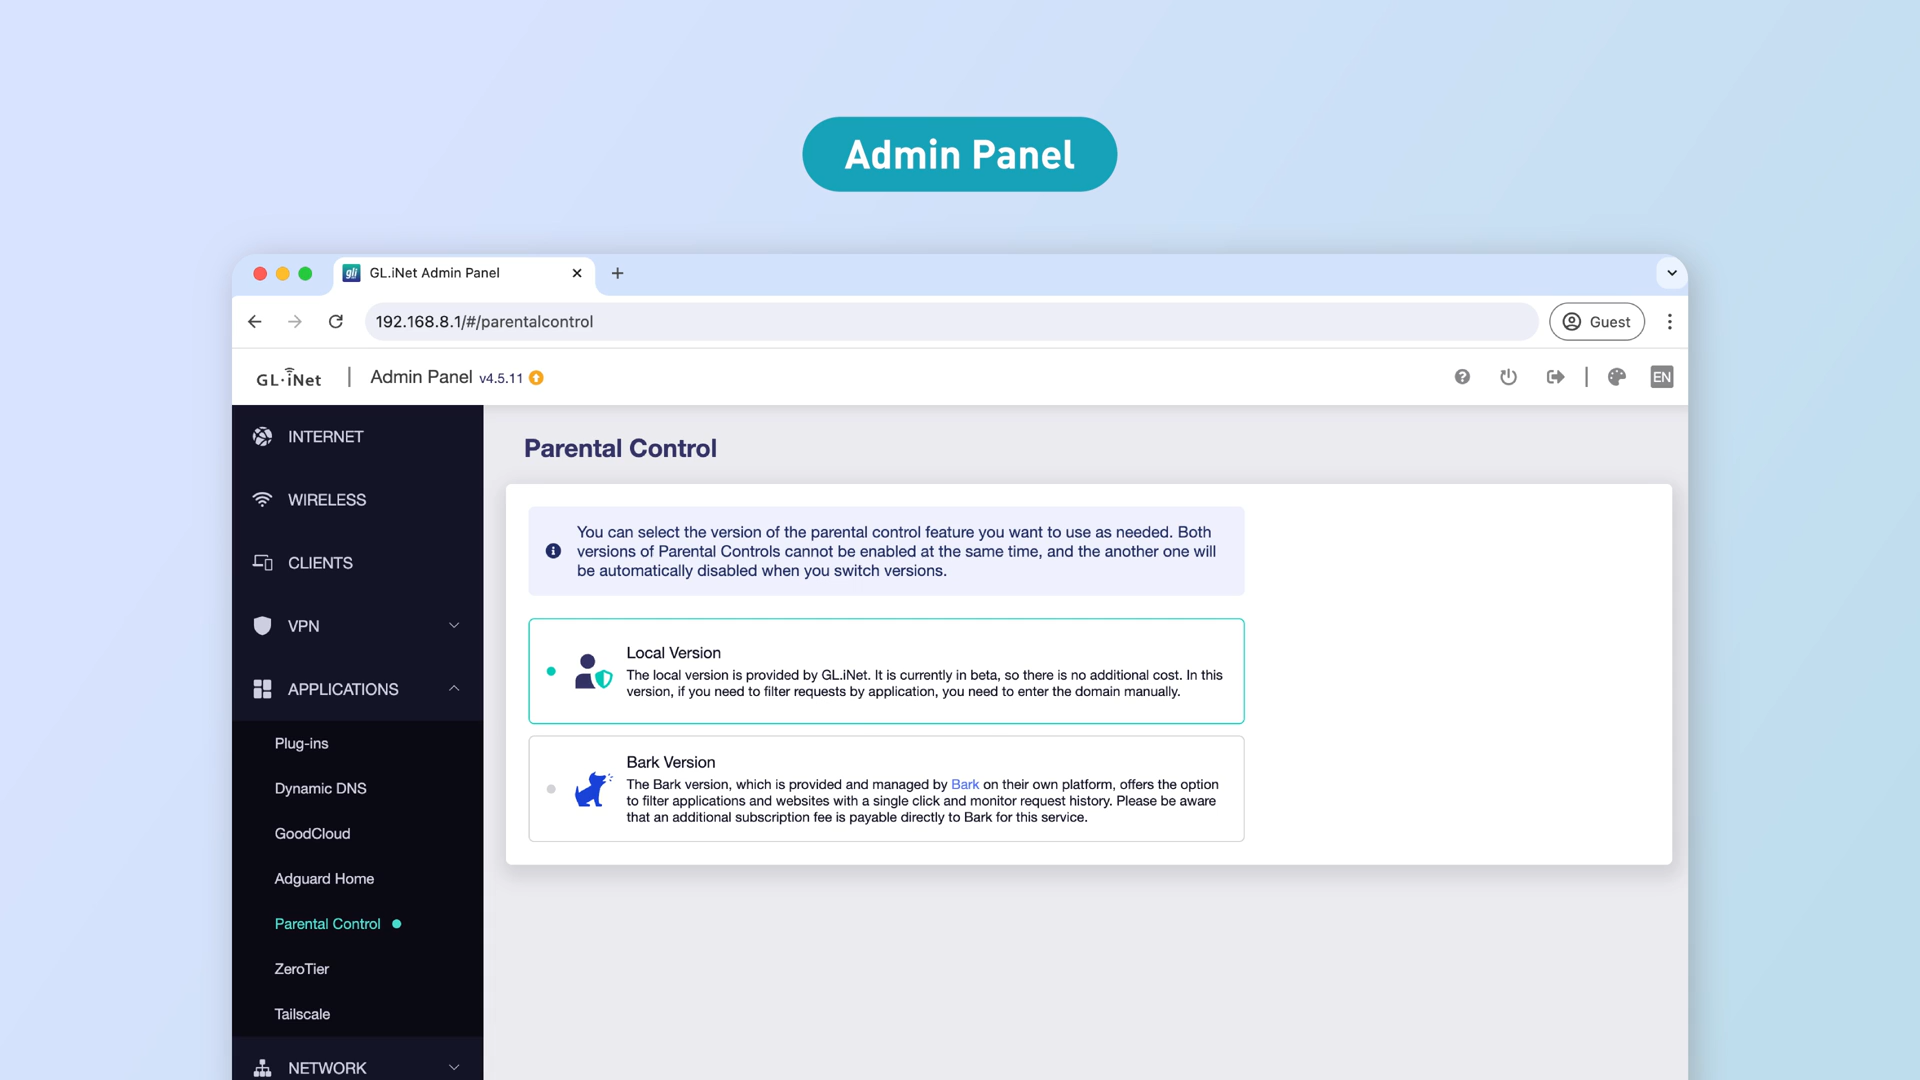 Admin Panel
gli GL.iNet Admin Panel
192.168.8.1/#/parentalcontrol
Guest
GL·iNet | Admin Panel v4.5.11
EN
INTERNET
WIRELESS
CLIENTS
VPN
APPLICATIONS
Plug-ins
Dynamic DNS
GoodCloud
Adguard Home
Parental Control
ZeroTier
Tailscale
NETWORK
Parental Control
You can select the version of the parental control feature you want to use as needed. Both
versions of Parental Controls cannot be enabled at the same time, and the another one will
be automatically disabled when you switch versions.
Local Version
The local version is provided by GL.iNet. It is currently in beta, so there is no additional cost. In this
version, if you need to filter requests by application, you need to enter the domain manually.
Bark Version
The Bark version, which is provided and managed by Bark on their own platform, offers the option
to filter applications and websites with a single click and monitor request history. Please be aware
that an additional subscription fee is payable directly to Bark for this service.